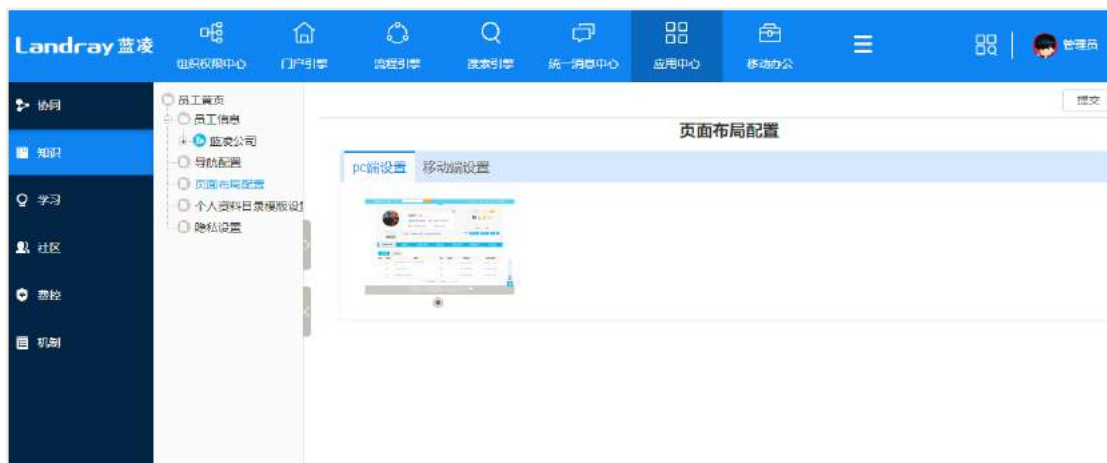 Landray蓝凌
组织权限中心
门户引擎
流程引擎
搜索引擎
统一消息中心
应用中心
移动办公
管理员
协同
知识
学习
社区
费控
机制
员工黄页
员工信息
蓝凌公司
导航配置
页面布局配置
个人资料目录模版设
隐私设置
提交
页面布局配置
pc端设置
移动端设置